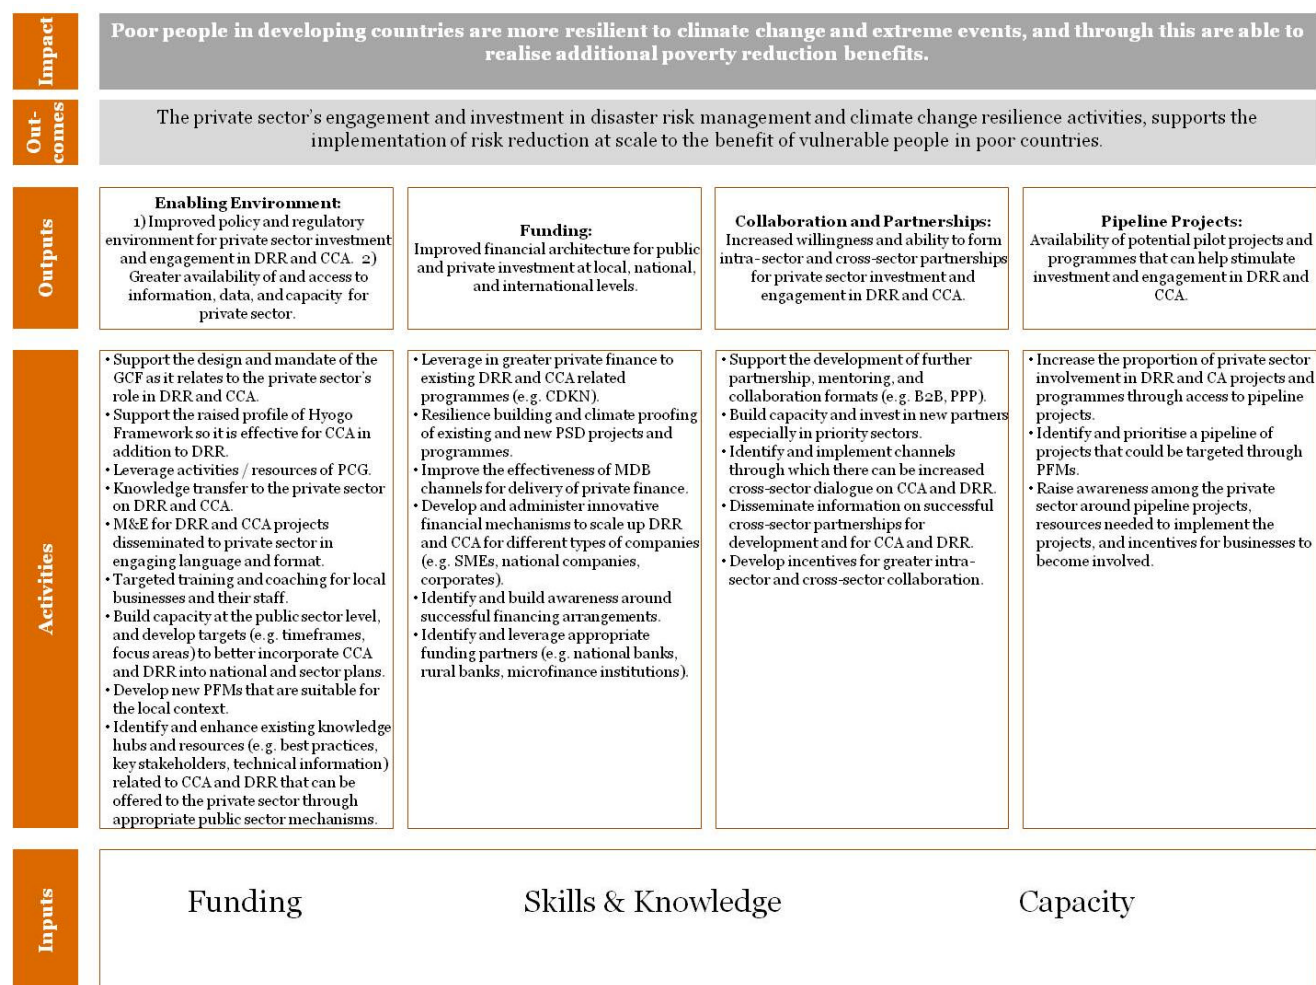 Impact
Poor people in developing countries are more resilient to climate change and extreme events, and through this are able to
realise additional poverty reduction benefits.
Out-
comes
The private sector's engagement and investment in disaster risk management and climate change resilience activities, supports the
implementation of risk reduction at scale to the benefit of vulnerable people in poor countries.
Outputs
Enabling Environment:
1) Improved policy and regulatory
environment for private sector investment
and engagement in DRR and CCA. 2)
Greater availability of and access to
information, data, and capacity for
private sector.
Funding:
Improved financial architecture for public
and private investment at local, national,
and international levels.
Collaboration and Partnerships:
Increased willingness and ability to form
intra-sector and cross-sector partnerships
for private sector investment and
engagement in DRR and CCA.
Pipeline Projects:
Availability of potential pilot projects and
programmes that can help stimulate
investment and engagement in DRR and
CCA.
Activities
• Support the design and mandate of the
GCF as it relates to the private sector's
role in DRR and CCA.
• Support the raised profile of Hyogo
Framework so it is effective for CCA in
addition to DRR.
• Leverage activities / resources of PCG.
• Knowledge transfer to the private sector
on DRR and CCA.
• M&E for DRR and CCA projects
disseminated to private sector in
engaging language and format.
• Targeted training and coaching for local
businesses and their staff.
• Build capacity at the public sector level,
and develop targets (e.g. timeframes,
focus areas) to better incorporate CCA
and DRR into national and sector plans.
• Develop new PFMs that are suitable for
the local context.
• Identify and enhance existing knowledge
hubs and resources (e.g. best practices,
key stakeholders, technical information)
related to CCA and DRR that can be
offered to the private sector through
appropriate public sector mechanisms.
• Leverage in greater private finance to
existing DRR and CCA related
programmes (e.g. CDKN).
• Resilience building and climate proofing
of existing and new PSD projects and
programmes.
• Improve the effectiveness of MDB
channels for delivery of private finance.
• Develop and administer innovative
financial mechanisms to scale up DRR
and CCA for different types of companies
(e.g. SMEs, national companies,
corporates).
• Identify and build awareness around
successful financing arrangements.
• Identify and leverage appropriate
funding partners (e.g. national banks,
rural banks, microfinance institutions).
• Support the development of further
partnership, mentoring, and
collaboration formats (e.g. B2B, PPP).
• Build capacity and invest in new partners
especially in priority sectors.
• Identify and implement channels
through which there can be increased
cross-sector dialogue on CCA and DRR.
• Disseminate information on successful
cross-sector partnerships for
development and for CCA and DRR.
• Develop incentives for greater intra-
sector and cross-sector collaboration.
• Increase the proportion of private sector
involvement in DRR and CA projects and
programmes through access to pipeline
projects.
• Identify and prioritise a pipeline of
projects that could be targeted through
PFMs.
• Raise awareness among the private
sector around pipeline projects,
resources needed to implement the
projects, and incentives for businesses to
become involved.
Inputs
Funding
Skills & Knowledge
Capacity